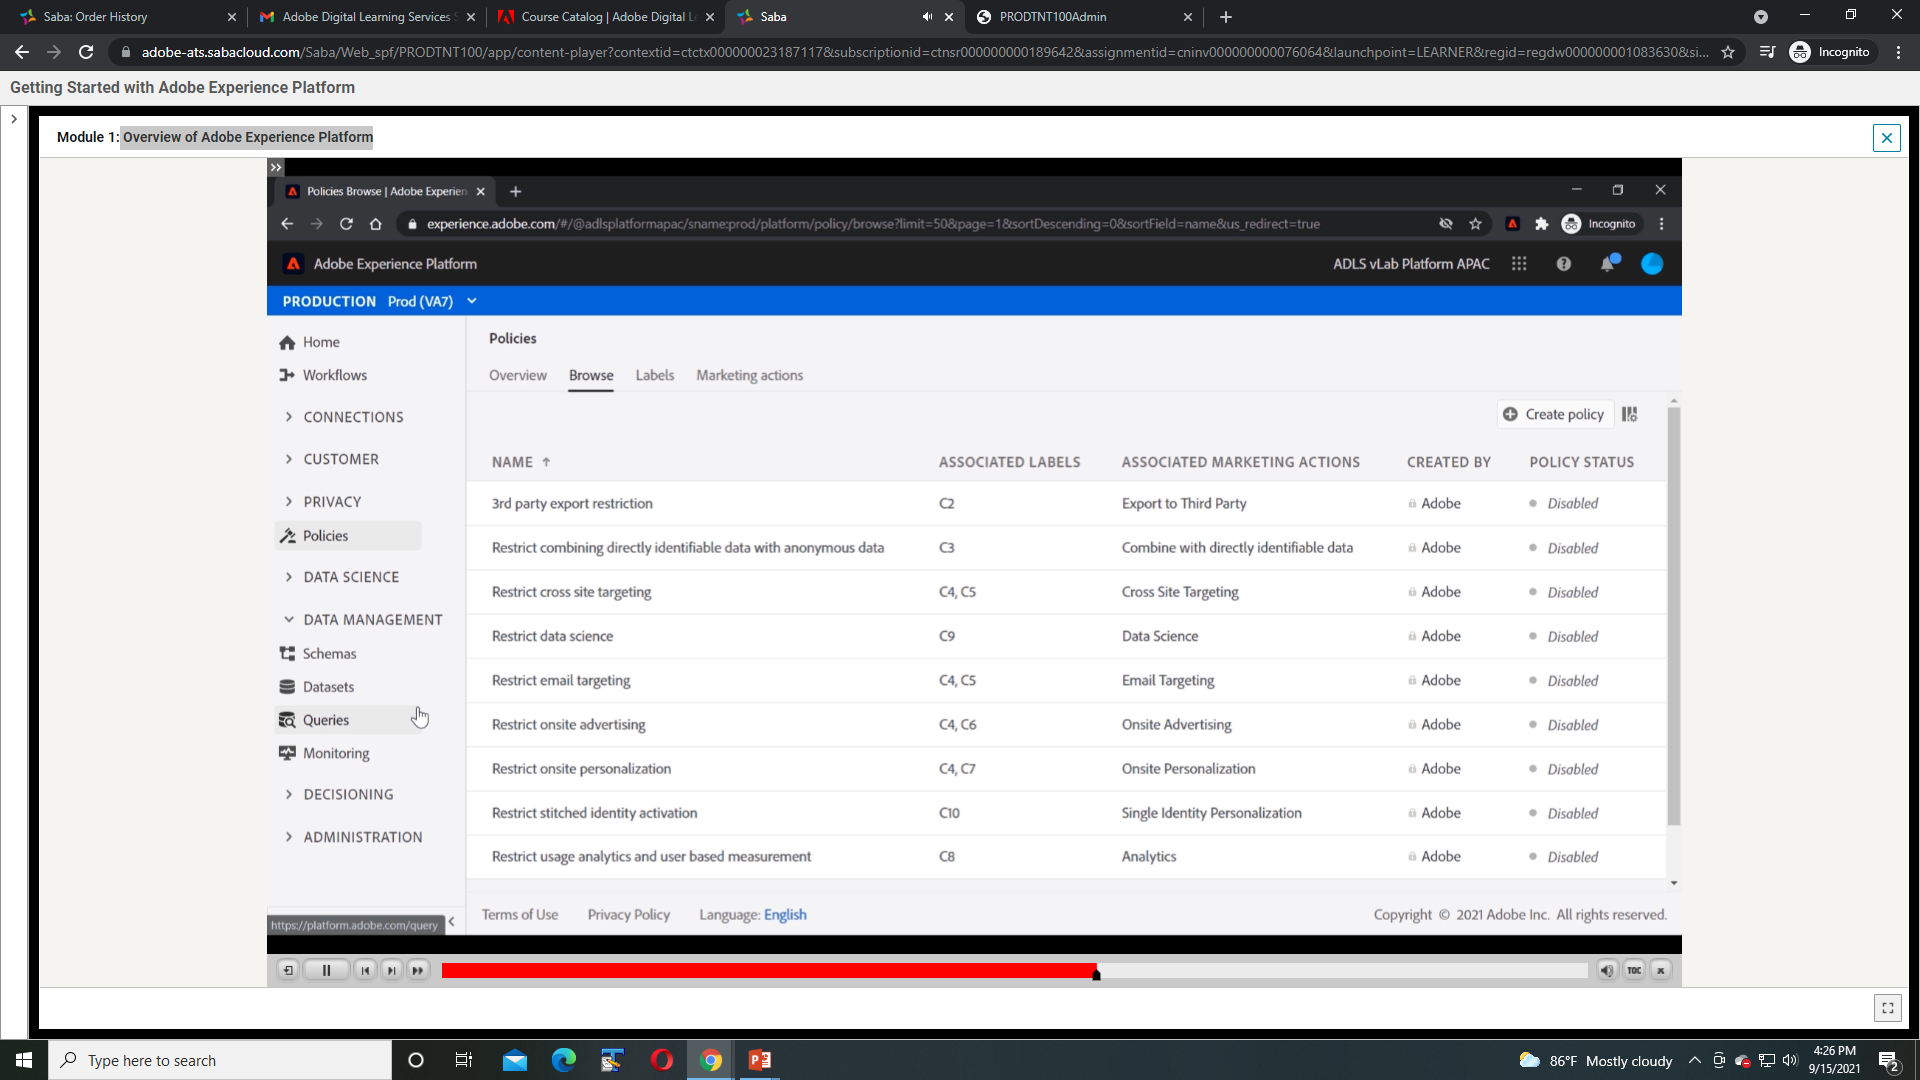 Saba: Order History
Adobe Digital Learning Services S
Course Catalog | Adobe Digital L
Saba
PRODTNT100Admin
adobe-ats.sabacloud.com/Saba/Web_spf/PRODTNT100/app/content-player?contextid=ctctx000000023187117&subscriptionid=ctnsr000000000189642&assignmentid=cninv000000000076064&launchpoint=LEARNER&regid=regdw000000001083630&si...
Incognito
Getting Started with Adobe Experience Platform
Module 1: Overview of Adobe Experience Platform
Policies Browse | Adobe Experien
experience.adobe.com/#/@adlsplatformapac/sname:prod/platform/policy/browse?limit=50&page=1&sortDescending=0&sortField=name&us_redirect=true
Incognito
Adobe Experience Platform
ADLS vLab Platform APAC
PRODUCTION Prod (VA7)
Home
Workflows
CONNECTIONS
CUSTOMER
PRIVACY
Policies
DATA SCIENCE
DATA MANAGEMENT
Schemas
Datasets
Queries
Monitoring
DECISIONING
ADMINISTRATION
https://platform.adobe.com/query
Policies
Overview Browse Labels Marketing actions
Create policy
NAME ASSOCIATED LABELS ASSOCIATED MARKETING ACTIONS CREATED BY POLICY STATUS
3rd party export restriction C2 Export to Third Party Adobe Disabled
Restrict combining directly identifiable data with anonymous data C3 Combine with directly identifiable data Adobe Disabled
Restrict cross site targeting C4, C5 Cross Site Targeting Adobe Disabled
Restrict data science C9 Data Science Adobe Disabled
Restrict email targeting C4, C5 Email Targeting Adobe Disabled
Restrict onsite advertising C4, C6 Onsite Advertising Adobe Disabled
Restrict onsite personalization C4, C7 Onsite Personalization Adobe Disabled
Restrict stitched identity activation C10 Single Identity Personalization Adobe Disabled
Restrict usage analytics and user based measurement C8 Analytics Adobe Disabled
Terms of Use Privacy Policy Language: English
Copyright © 2021 Adobe Inc. All rights reserved.
TOC
Type here to search
86°F Mostly cloudy
4:26 PM
9/15/2021
2